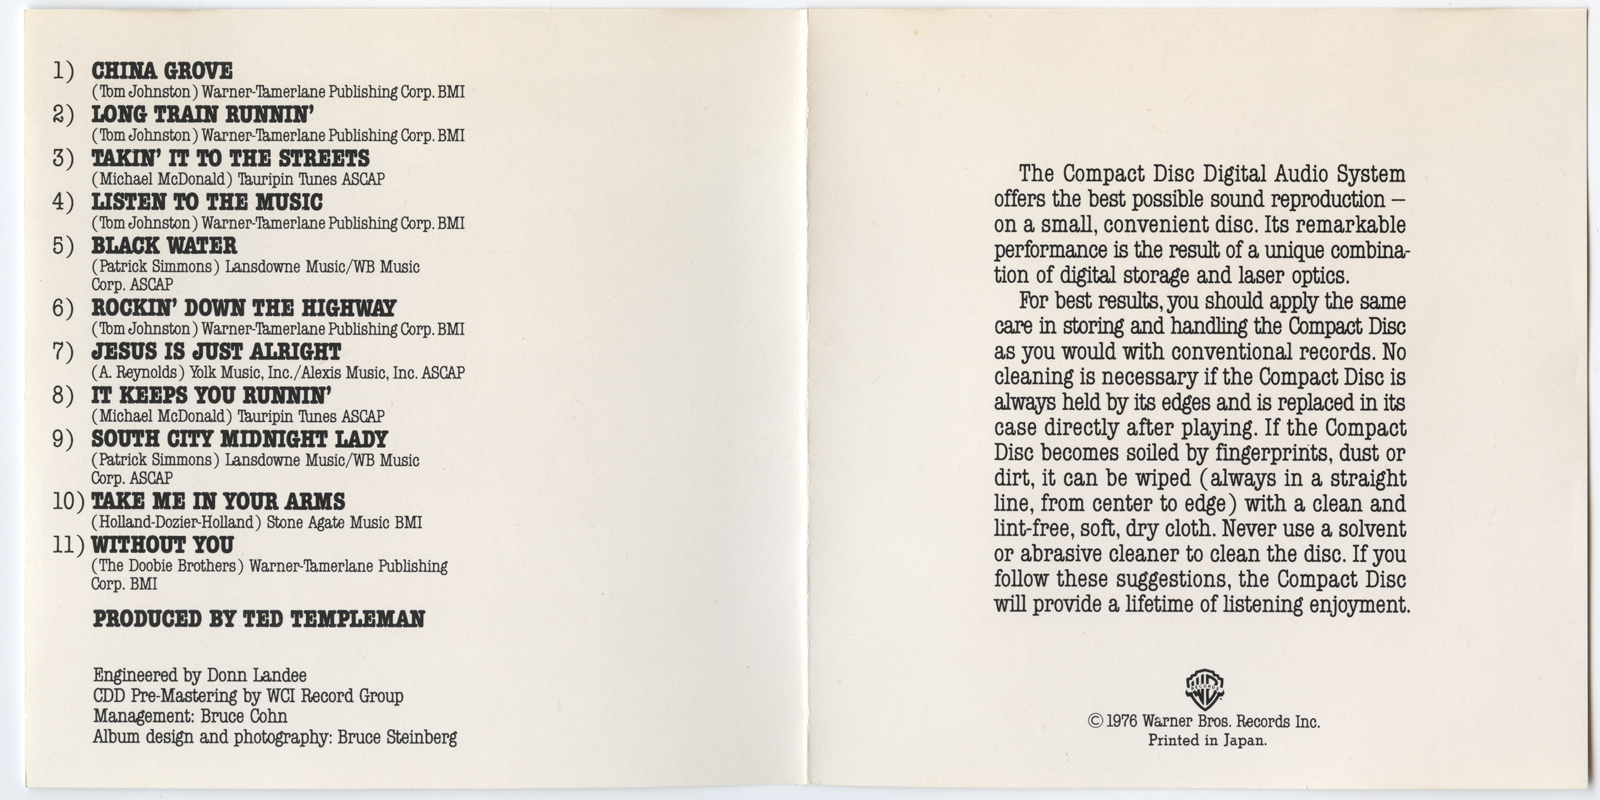 1) CHINA GROVE
(Tom Johnston) Warner-Tamerlane Publishing Corp. BMI
2) LONG TRAIN RUNNIN'
(Tom Johnston) Warner-Tamerlane Publishing Corp. BMI
3) TAKIN' IT TO THE STREETS
(Michael McDonald) Tauripin Tunes ASCAP
4) LISTEN TO THE MUSIC
(Tom Johnston) Warner-Tamerlane Publishing Corp. BMI
5) BLACK WATER
(Patrick Simmons) Lansdowne Music/WB Music
Corp. ASCAP
6) ROCKIN' DOWN THE HIGHWAY
(Tom Johnston) Warner-Tamerlane Publishing Corp. BMI
7) JESUS IS JUST ALRIGHT
(A. Reynolds) Yolk Music, Inc./Alexis Music, Inc. ASCAP
8) IT KEEPS YOU RUNNIN'
(Michael McDonald) Tauripin Tunes ASCAP
9) SOUTH CITY MIDNIGHT LADY
(Patrick Simmons) Lansdowne Music/WB Music
Corp. ASCAP
10) TAKE ME IN YOUR ARMS
(Holland-Dozier-Holland) Stone Agate Music BMI
11) WITHOUT YOU
(The Doobie Brothers) Warner-Tamerlane Publishing
Corp. BMI
PRODUCED BY TED TEMPLEMAN
Engineered by Donn Landee
CDD Pre-Mastering by WCI Record Group
Management: Bruce Cohn
Album design and photography: Bruce Steinberg
The Compact Disc Digital Audio System
offers the best possible sound reproduction –
on a small, convenient disc. Its remarkable
performance is the result of a unique combina-
tion of digital storage and laser optics.
For best results, you should apply the same
care in storing and handling the Compact Disc
as you would with conventional records. No
cleaning is necessary if the Compact Disc is
always held by its edges and is replaced in its
case directly after playing. If the Compact
Disc becomes soiled by fingerprints, dust or
dirt, it can be wiped (always in a straight
line, from center to edge) with a clean and
lint-free, soft, dry cloth. Never use a solvent
or abrasive cleaner to clean the disc. If you
follow these suggestions, the Compact Disc
will provide a lifetime of listening enjoyment.
RECORDS
© 1976 Warner Bros. Records Inc.
Printed in Japan.